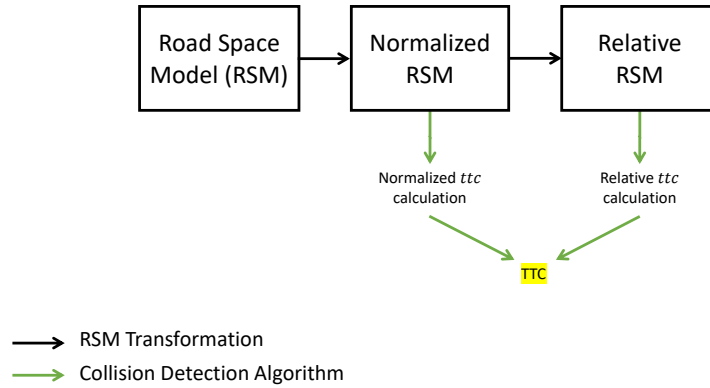 Road Space
Model (RSM)
Normalized
RSM
Relative
RSM
Normalized 𝑡𝑡𝑐
calculation
Relative 𝑡𝑡𝑐
calculation
TTC
RSM Transformation
Collision Detection Algorithm